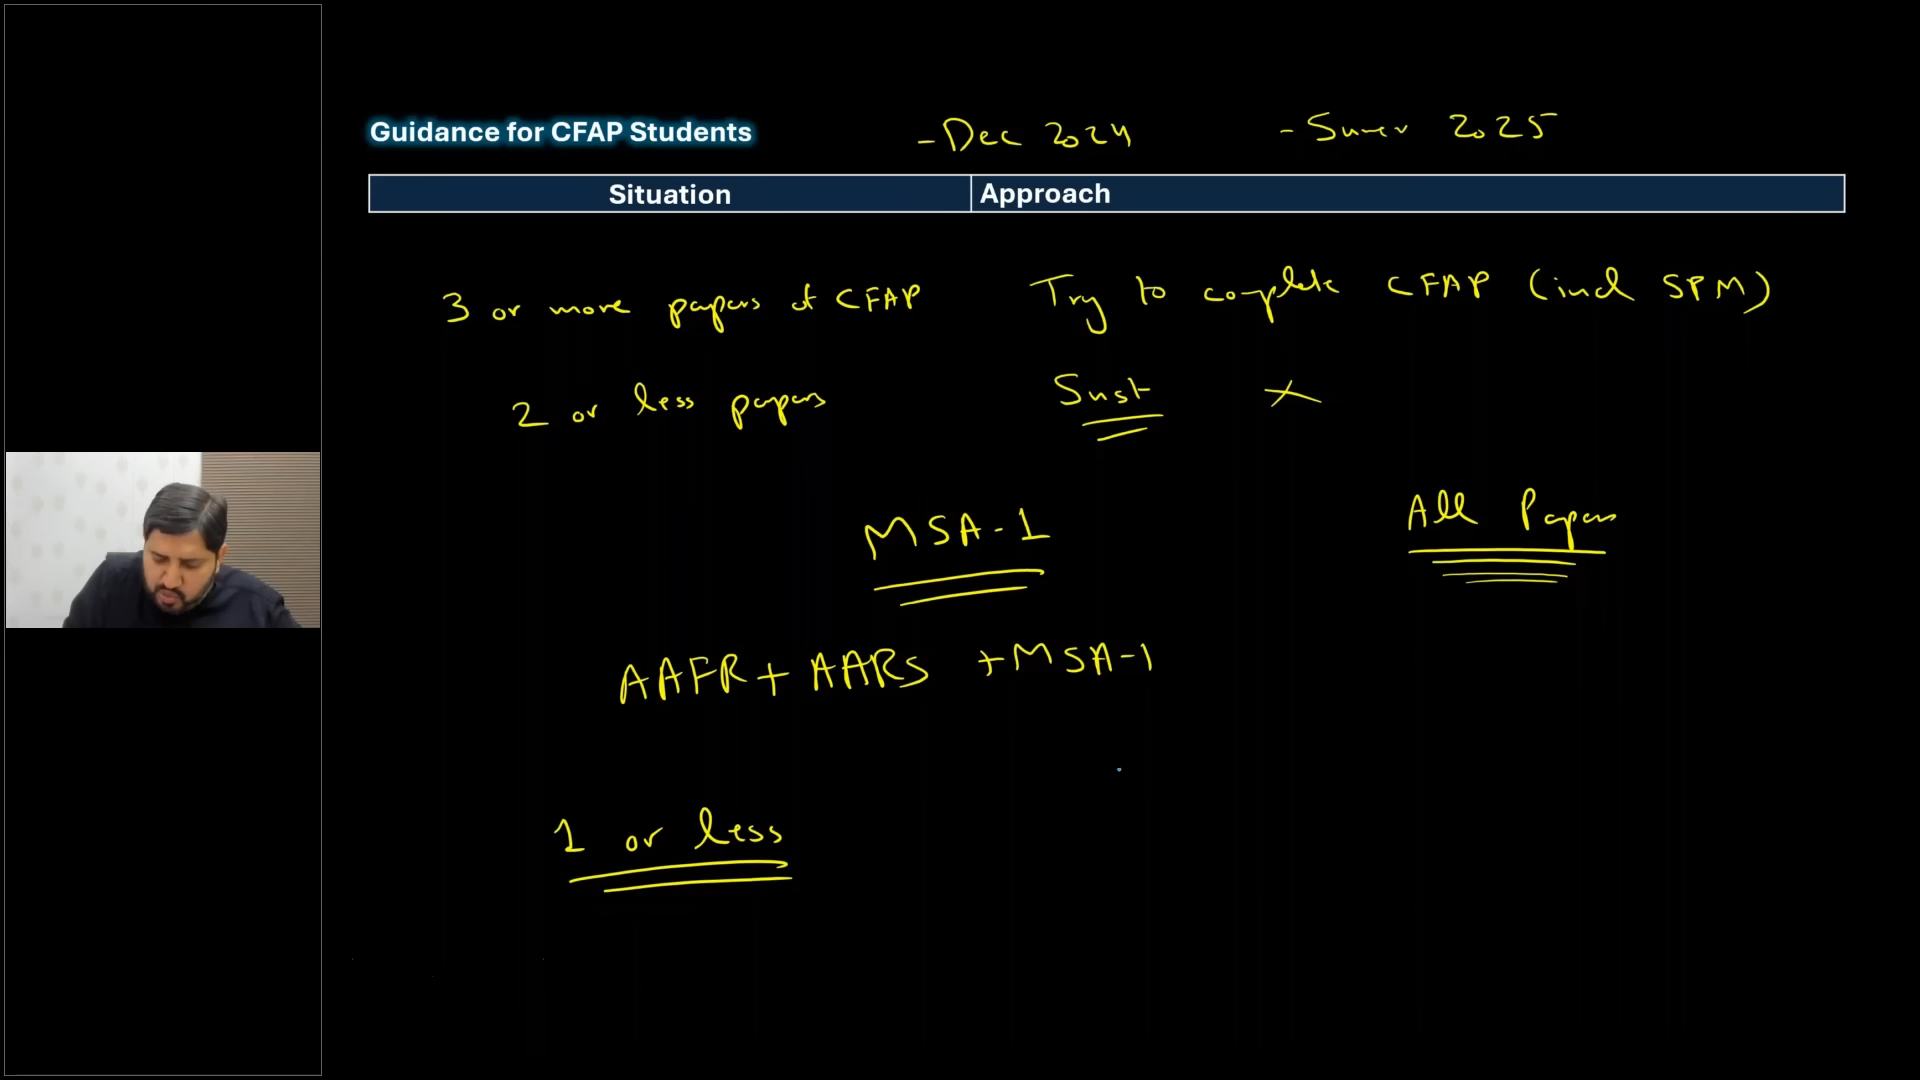 Guidance for CFAP Students - Dec 2024 - Summer 2025
Situation Approach
3 or more papers of CFAP Try to complete CFAP (incl SPM)
2 or less papers Sust ×
MSA-1 All Papers
AAFR + AARS + MSA-1
1 or less